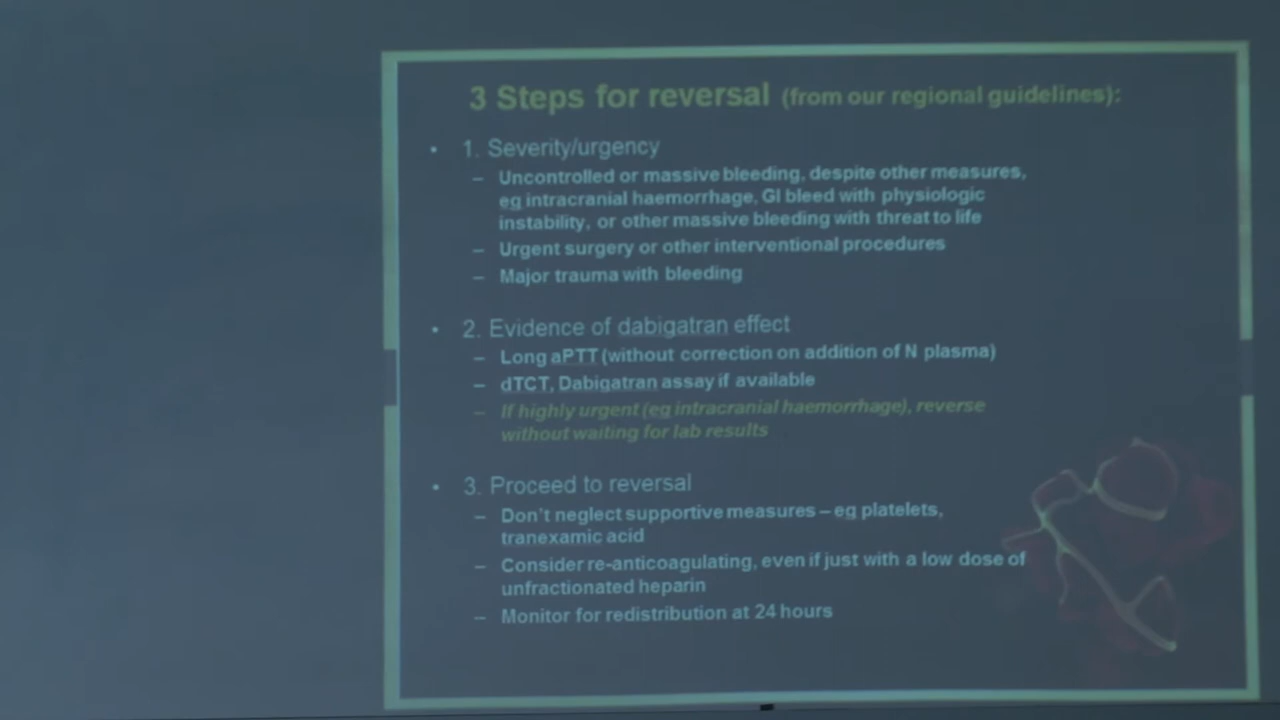 3 Steps for reversal (from our regional guidelines):
• 1. Severity/urgency
– Uncontrolled or massive bleeding, despite other measures,
eg intracranial haemorrhage, GI bleed with physiologic
instability, or other massive bleeding with threat to life
– Urgent surgery or other interventional procedures
– Major trauma with bleeding
• 2. Evidence of dabigatran effect
– Long aPTT (without correction on addition of N plasma)
– dTCT, Dabigatran assay if available
– If highly urgent (eg intracranial haemorrhage), reverse
without waiting for lab results
• 3. Proceed to reversal
– Don't neglect supportive measures – eg platelets,
tranexamic acid
– Consider re-anticoagulating, even if just with a low dose of
unfractionated heparin
– Monitor for redistribution at 24 hours